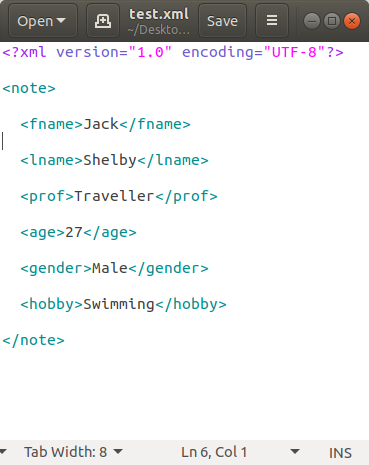 Open test.xml Save
~/Deskto...
<?xml version="1.0" encoding="UTF-8"?>
<note>
<fname>Jack</fname>
<lname>Shelby</lname>
<prof>Traveller</prof>
<age>27</age>
<gender>Male</gender>
<hobby>Swimming</hobby>
</note>
Tab Width: 8 Ln 6, Col 1 INS